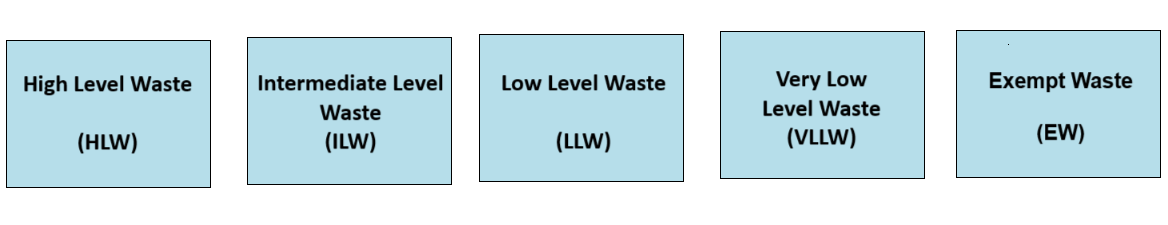 High Level Waste
(HLW)
Intermediate Level
Waste
(ILW)
Low Level Waste
(LLW)
Very Low
Level Waste
(VLLW)
Exempt Waste
(EW)